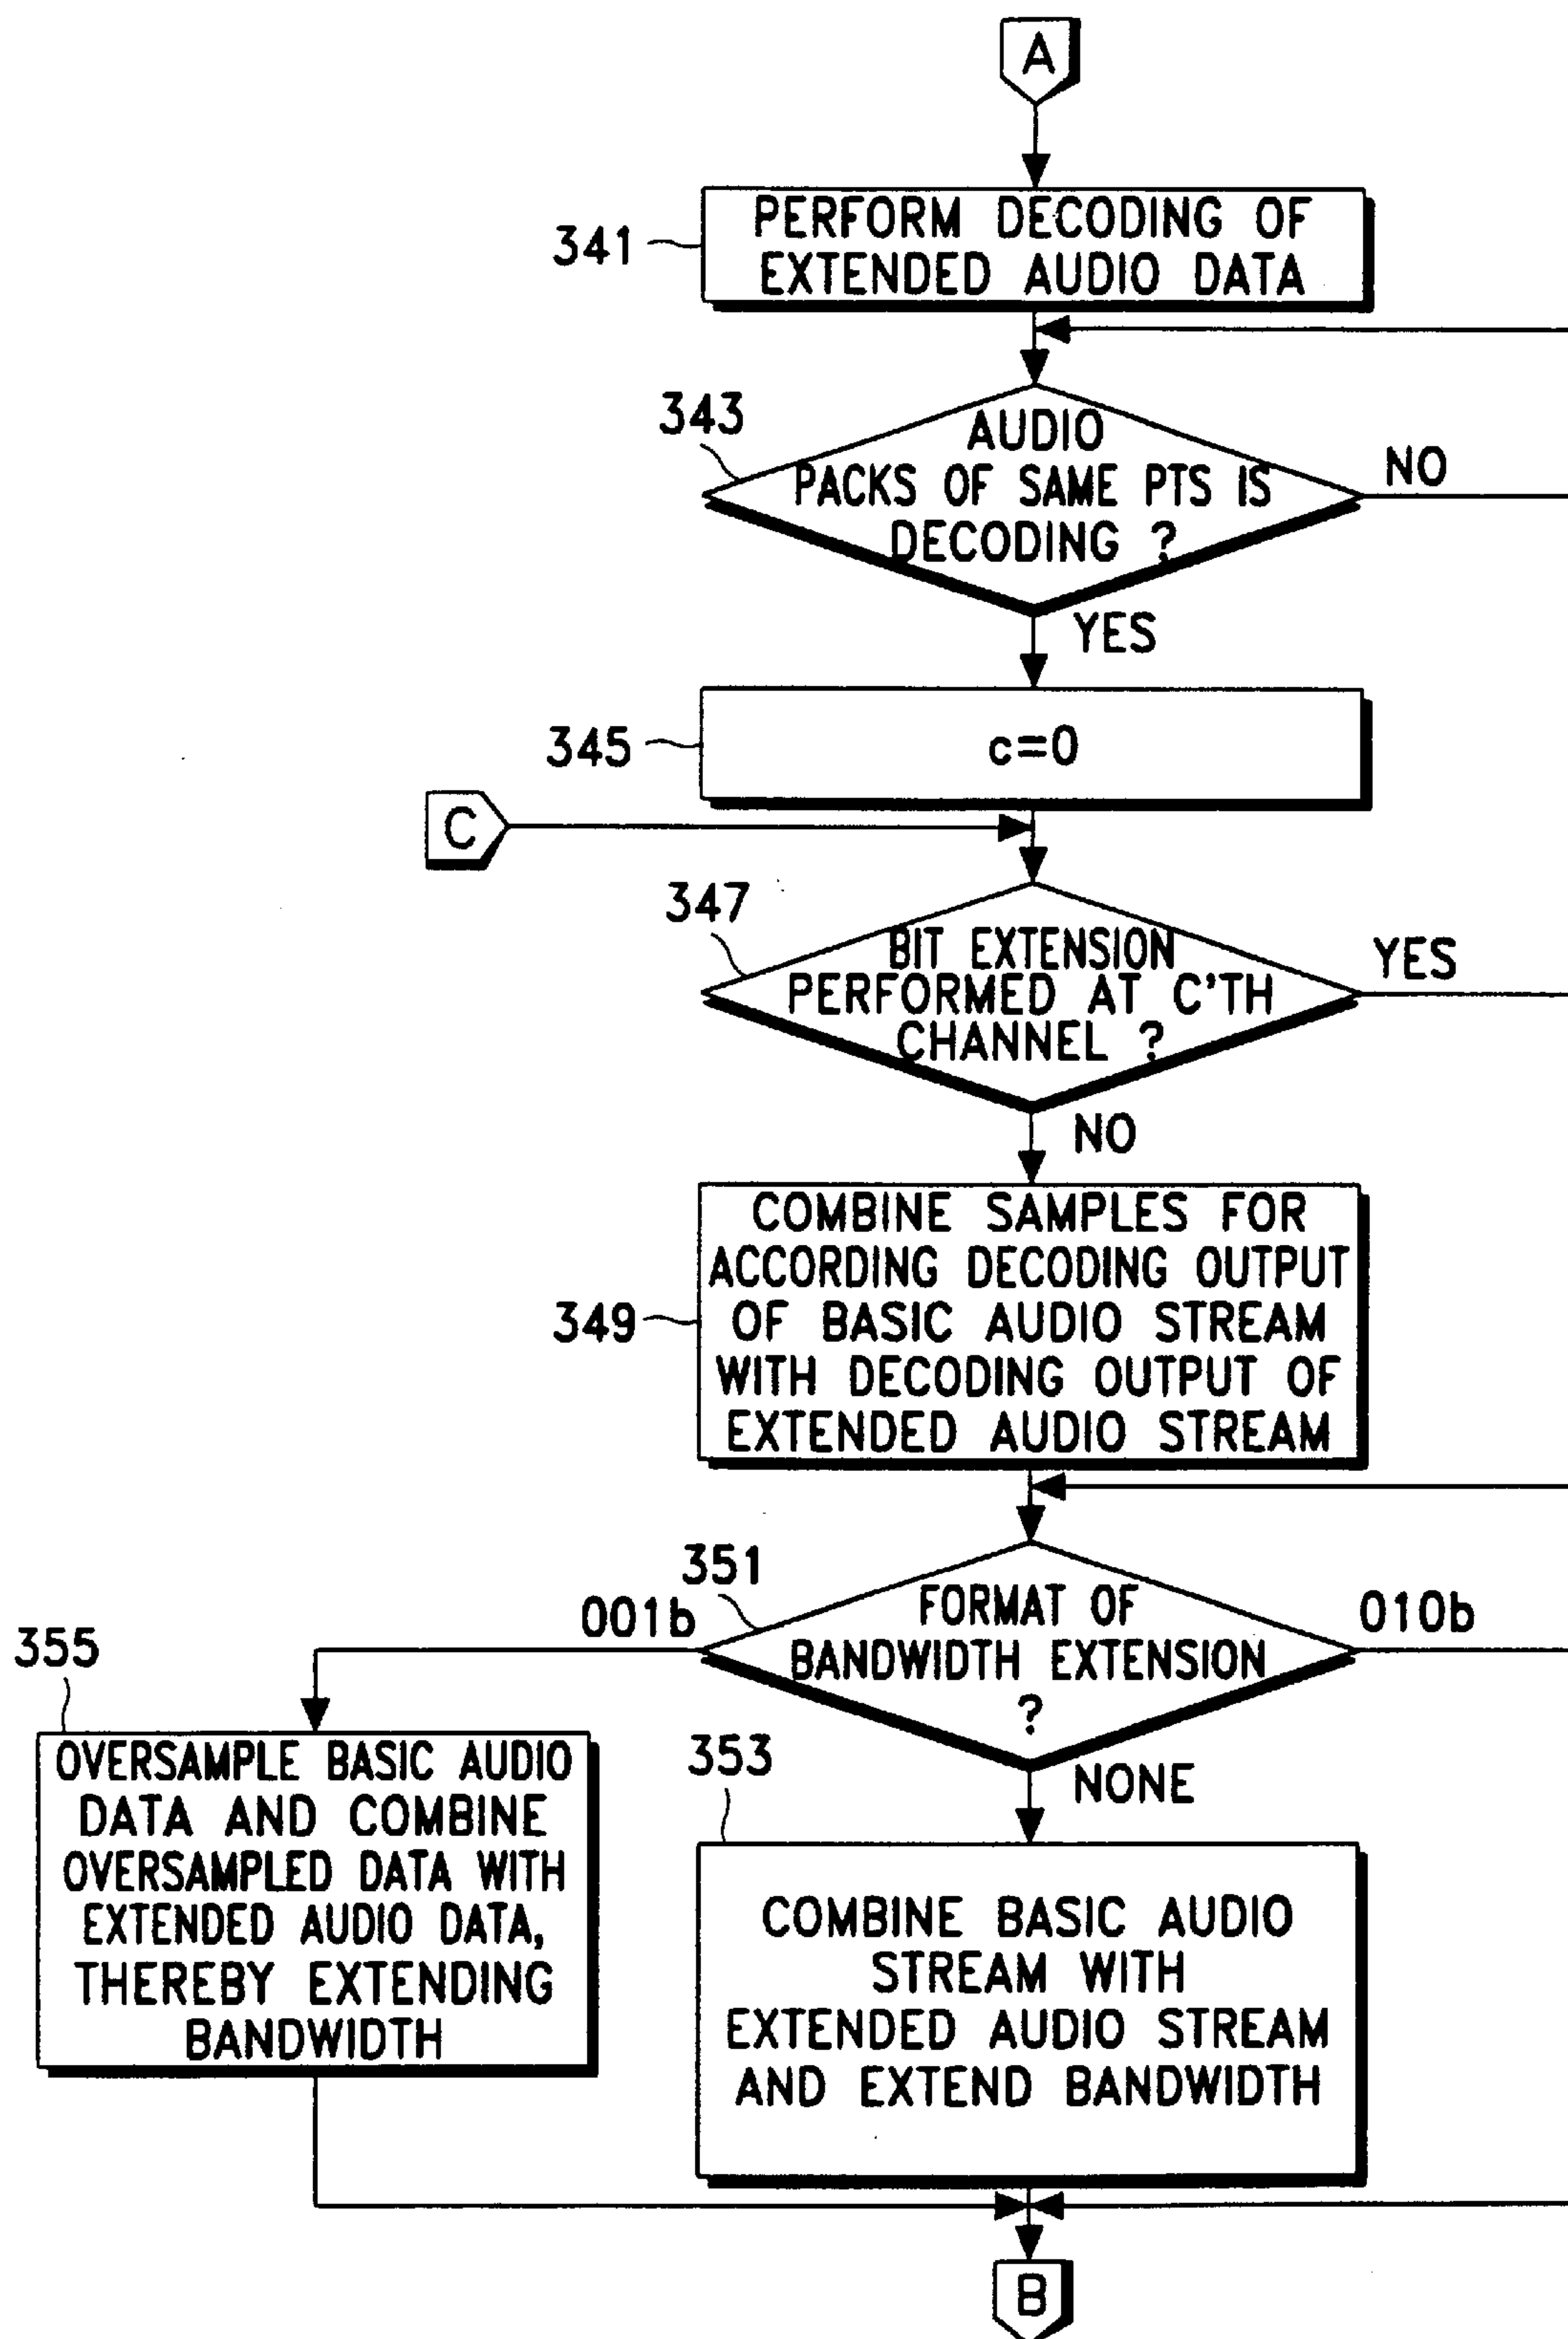 A
341
PERFORM DECODING OF
EXTENDED AUDIO DATA
343
AUDIO
PACKS OF SAME PTS IS
DECODING ?
NO
YES
345
c=0
C
347
BIT EXTENSION
PERFORMED AT C'TH
CHANNEL ?
YES
NO
349
COMBINE SAMPLES FOR
ACCORDING DECODING OUTPUT
OF BASIC AUDIO STREAM
WITH DECODING OUTPUT OF
EXTENDED AUDIO STREAM
351
FORMAT OF
BANDWIDTH EXTENSION
?
001b
010b
NONE
355
OVERSAMPLE BASIC AUDIO
DATA AND COMBINE
OVERSAMPLED DATA WITH
EXTENDED AUDIO DATA,
THEREBY EXTENDING
BANDWIDTH
353
COMBINE BASIC AUDIO
STREAM WITH
EXTENDED AUDIO STREAM
AND EXTEND BANDWIDTH
B